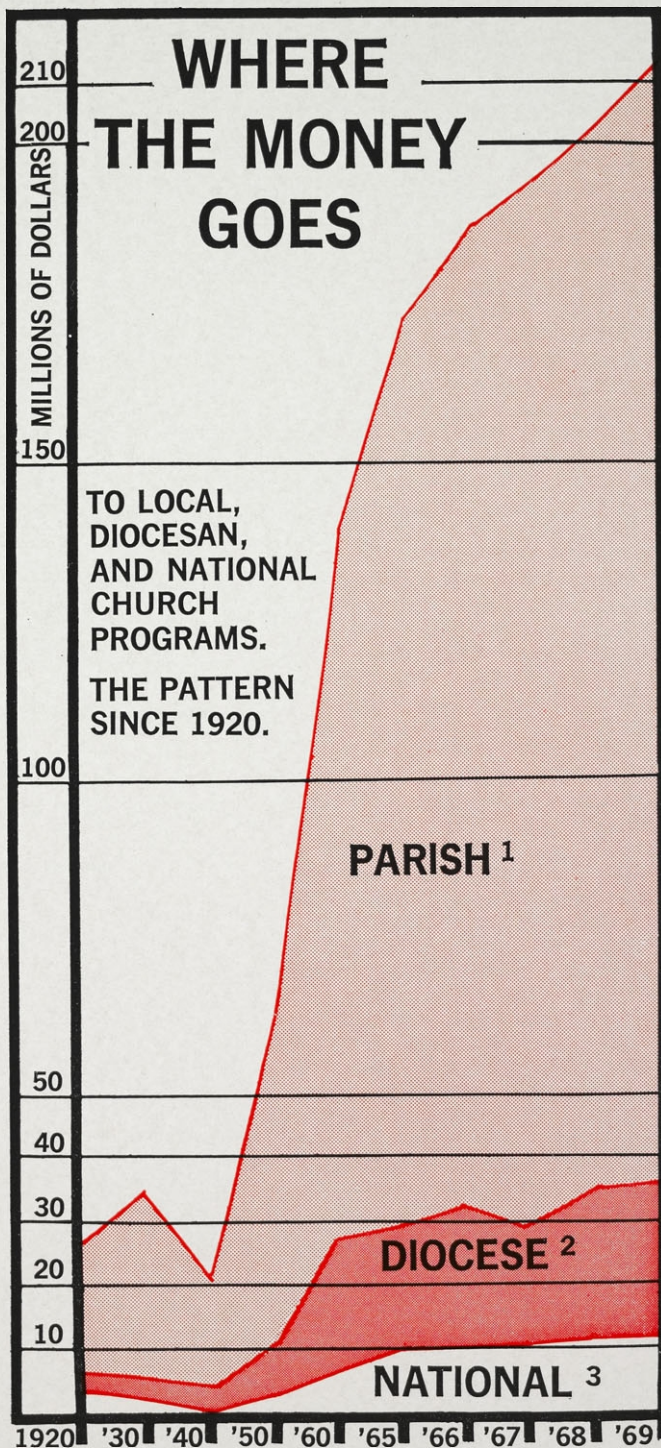 WHERE
THE MONEY
GOES
MILLIONS OF DOLLARS
210
200
150
TO LOCAL,
DIOCESAN,
AND NATIONAL
CHURCH
PROGRAMS.
THE PATTERN
SINCE 1920.
100
PARISH 1
50
40
30
DIOCESE 2
20
10
NATIONAL 3
1920 '30 '40 '50 '60 '65 '66 '67 '68 '69